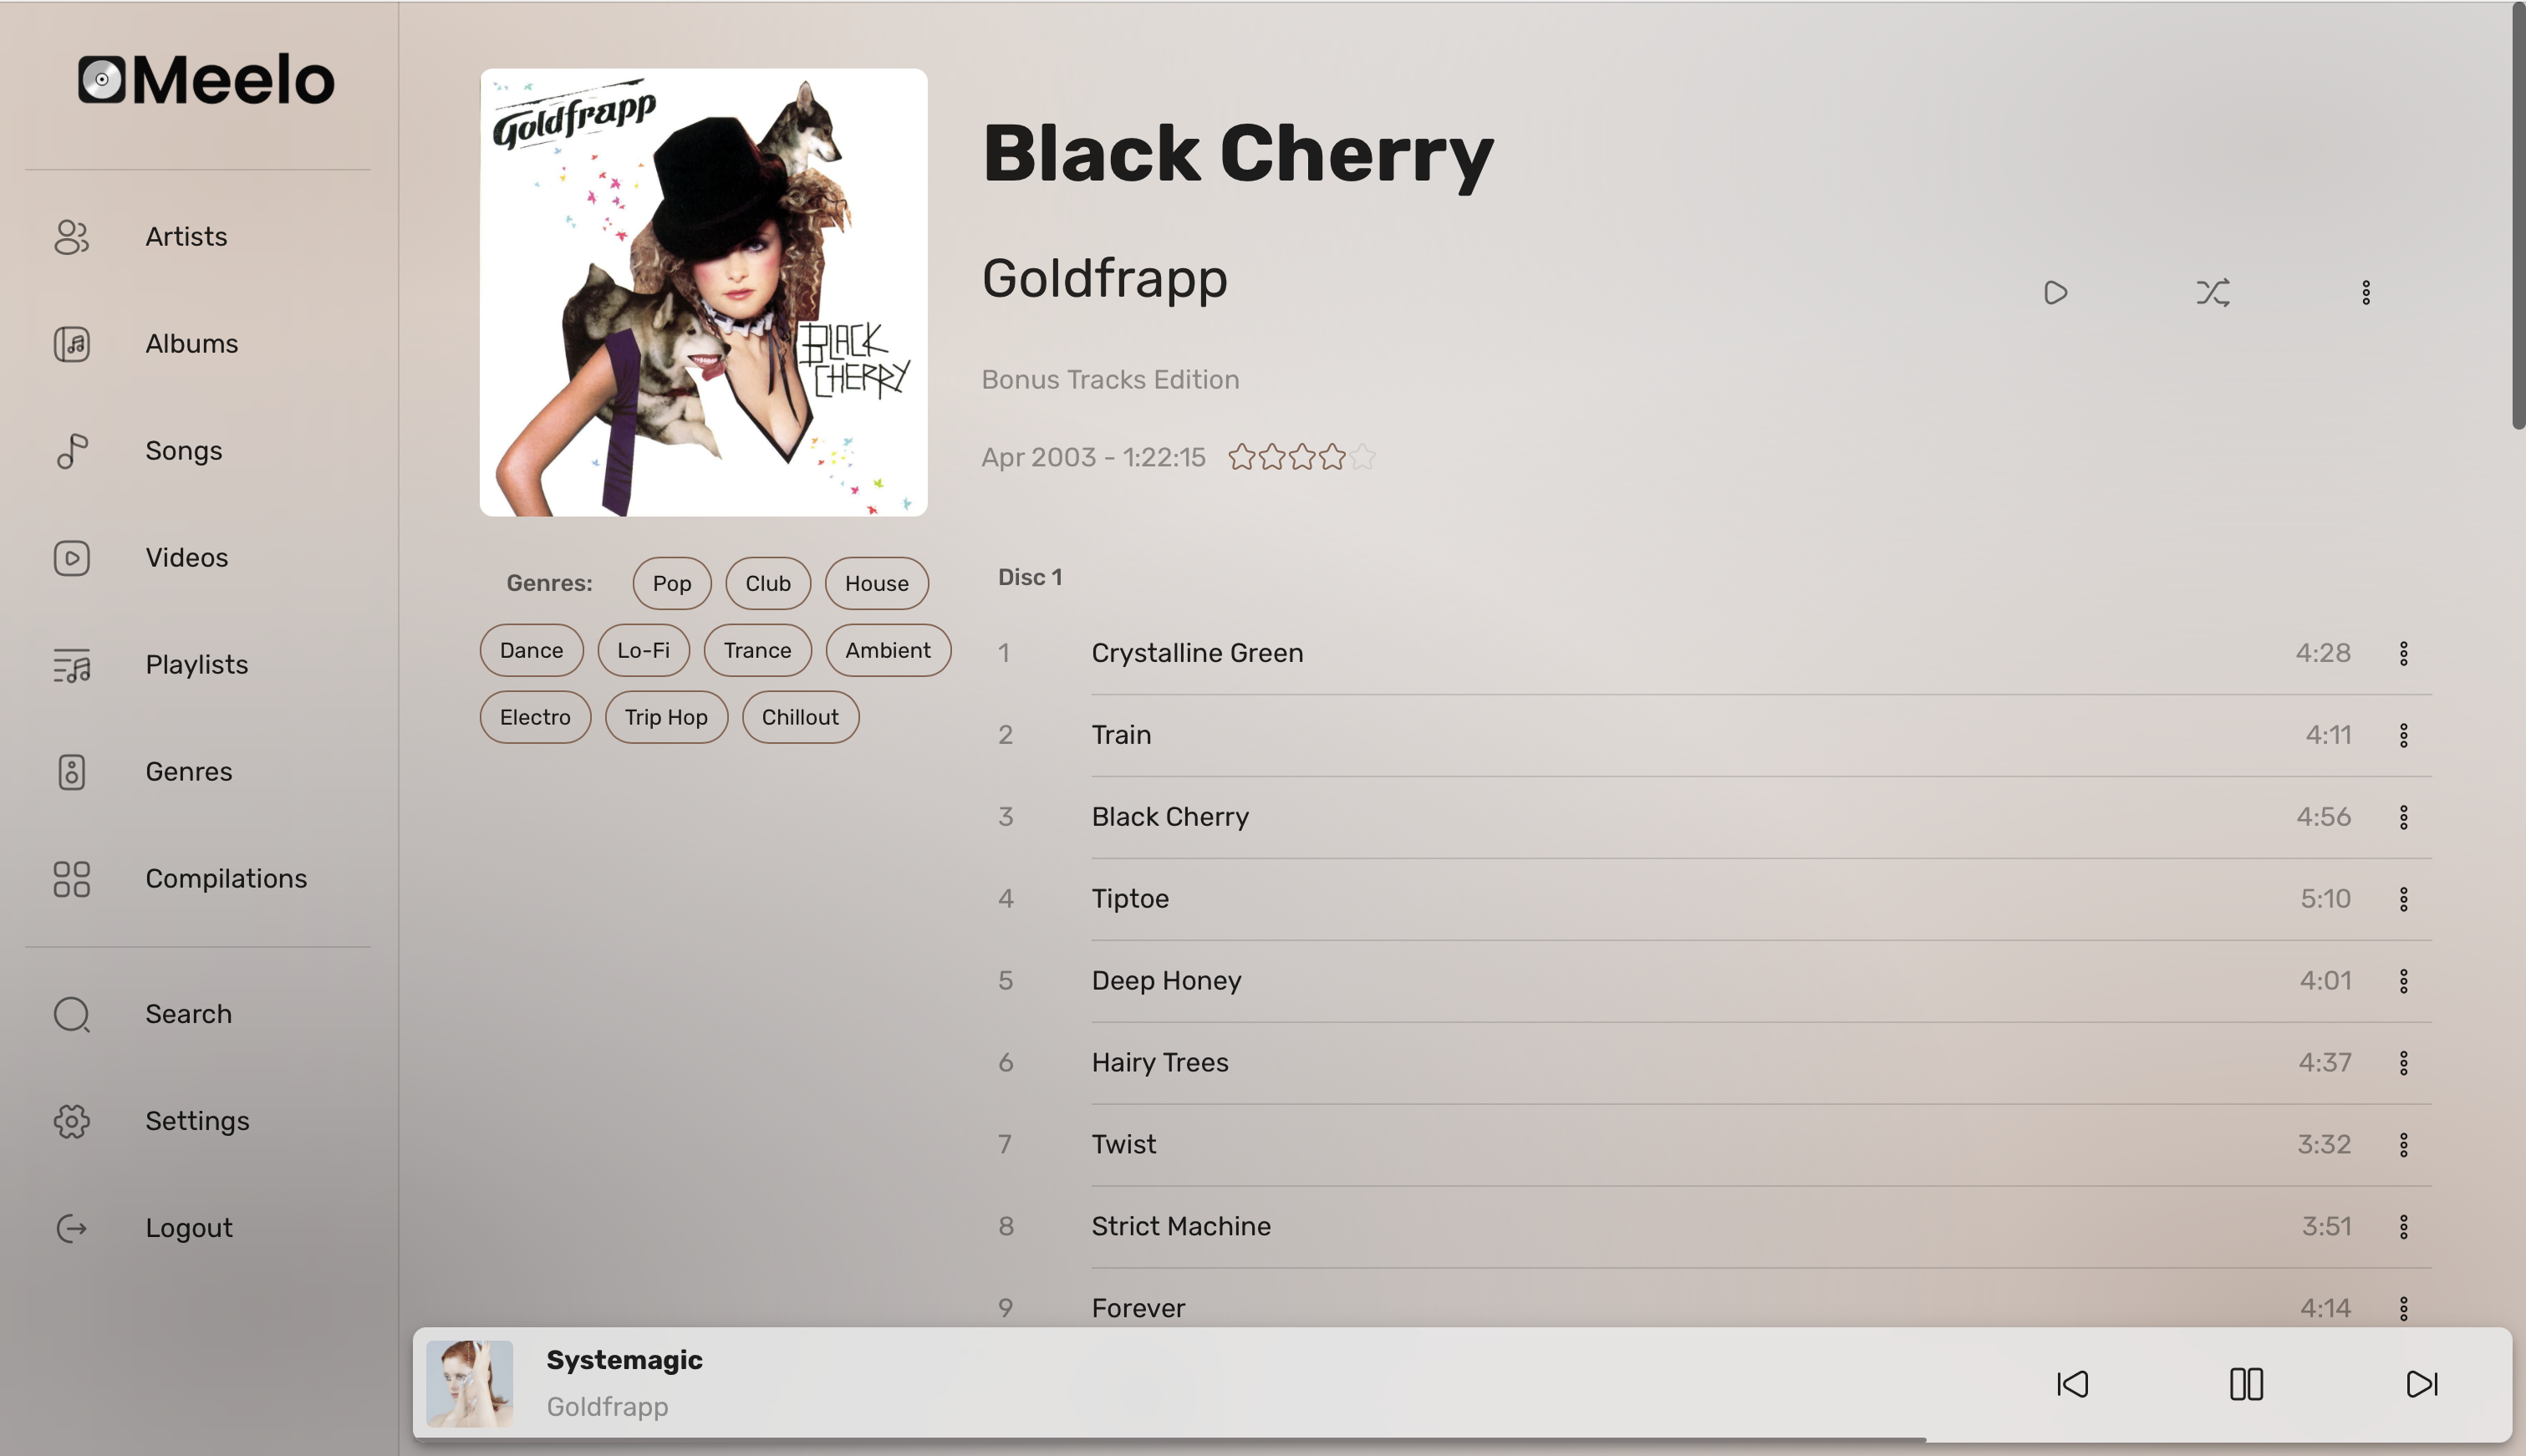 Meelo
Artists
Albums
Songs
Videos
Playlists
Genres
Compilations
Search
Settings
Logout
Goldfrapp
BLACK
CHERRY
Genres:
Pop
Club
House
Dance
Lo-Fi
Trance
Ambient
Electro
Trip Hop
Chillout
Black Cherry
Goldfrapp
Bonus Tracks Edition
Apr 2003 - 1:22:15
Disc 1
1 Crystalline Green 4:28
2 Train 4:11
3 Black Cherry 4:56
4 Tiptoe 5:10
5 Deep Honey 4:01
6 Hairy Trees 4:37
7 Twist 3:32
8 Strict Machine 3:51
9 Forever 4:14
Systemagic
Goldfrapp